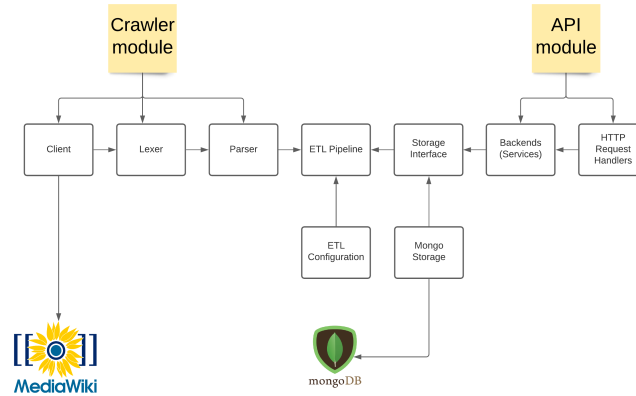 Crawler
module
API
module
Client
Lexer
Parser
ETL Pipeline
Storage
Interface
Backends
(Services)
HTTP
Request
Handlers
ETL
Configuration
Mongo
Storage
[[ ]]
MediaWiki
mongoDB